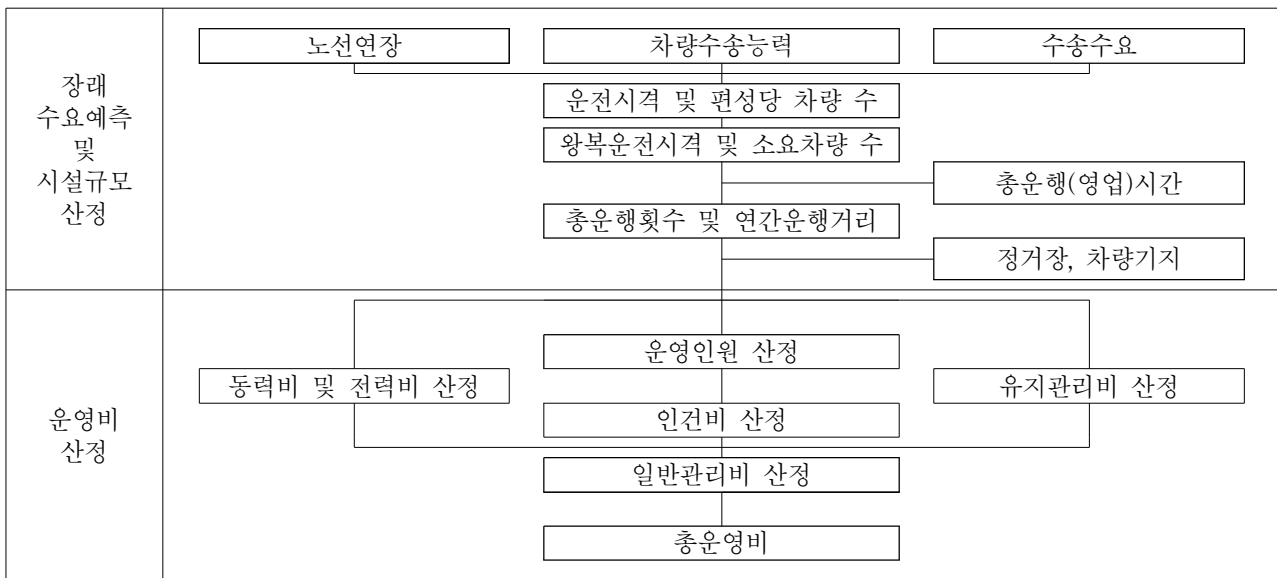 노선연장
차량수송능력
수송수요
장래
수요예측
및
시설규모
산정
운전시격 및 편성당 차량 수
왕복운전시격 및 소요차량 수
총운행(영업)시간
총운행횟수 및 연간운행거리
정거장, 차량기지
운영비
산정
운영인원 산정
동력비 및 전력비 산정
유지관리비 산정
인건비 산정
일반관리비 산정
총운영비